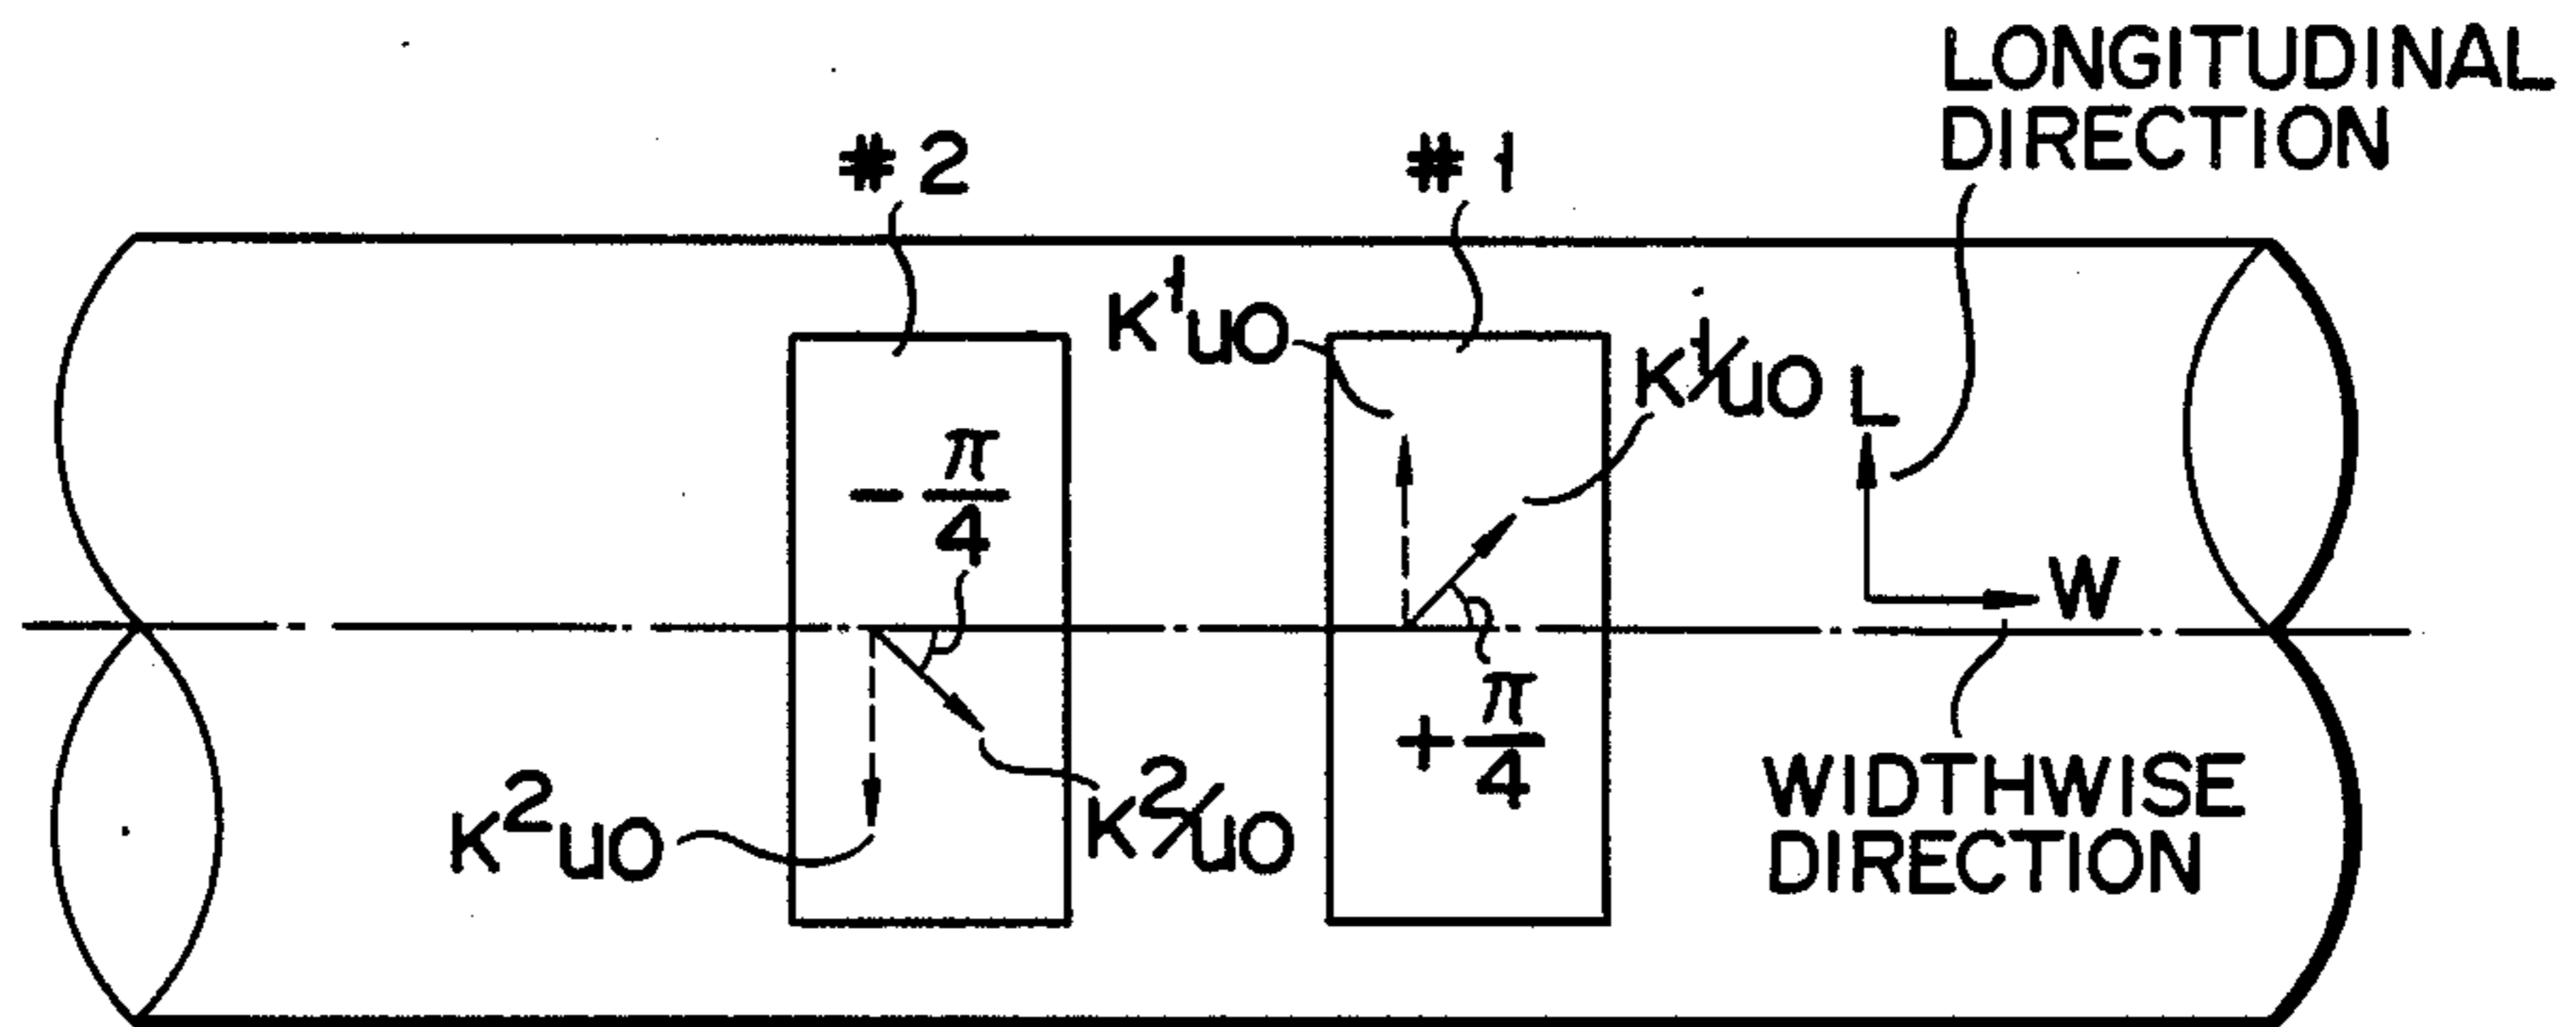 LONGITUDINAL
DIRECTION
#2
#1
K¹uo
K¹′uo
L
W
-π/4
+π/4
K²uo
K²′uo
WIDTHWISE
DIRECTION